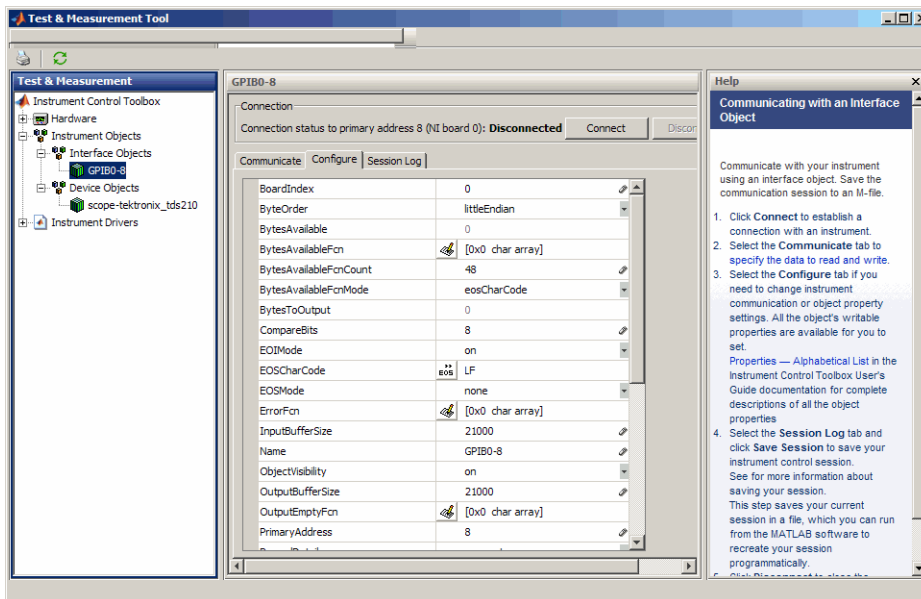 Test & Measurement Tool
Test & Measurement
Instrument Control Toolbox
Hardware
Instrument Objects
Interface Objects
GPIB0-8
Device Objects
scope-tektronix_tds210
Instrument Drivers
GPIB0-8
Connection
Connection status to primary address 8 (NI board 0): Disconnected
Connect
Discor
Communicate
Configure
Session Log
BoardIndex 0
ByteOrder littleEndian
BytesAvailable 0
BytesAvailableFcn [0x0 char array]
BytesAvailableFcnCount 48
BytesAvailableFcnMode eosCharCode
BytesToOutput 0
CompareBits 8
EOIMode on
EOSCharCode EOS LF
EOSMode none
ErrorFcn [0x0 char array]
InputBufferSize 21000
Name GPIB0-8
ObjectVisibility on
OutputBufferSize 21000
OutputEmptyFcn [0x0 char array]
PrimaryAddress 8
Help
Communicating with an Interface
Object
Communicate with your instrument
using an interface object. Save the
communication session to an M-file.
1. Click Connect to establish a
connection with an instrument.
2. Select the Communicate tab to
specify the data to read and write.
3. Select the Configure tab if you
need to change instrument
communication or object property
settings. All the object's writable
properties are available for you to
set.
Properties — Alphabetical List in the
Instrument Control Toolbox User's
Guide documentation for complete
descriptions of all the object
properties
4. Select the Session Log tab and
click Save Session to save your
instrument control session.
See for more information about
saving your session.
This step saves your current
session in a file, which you can run
from the MATLAB software to
recreate your session
programmatically.